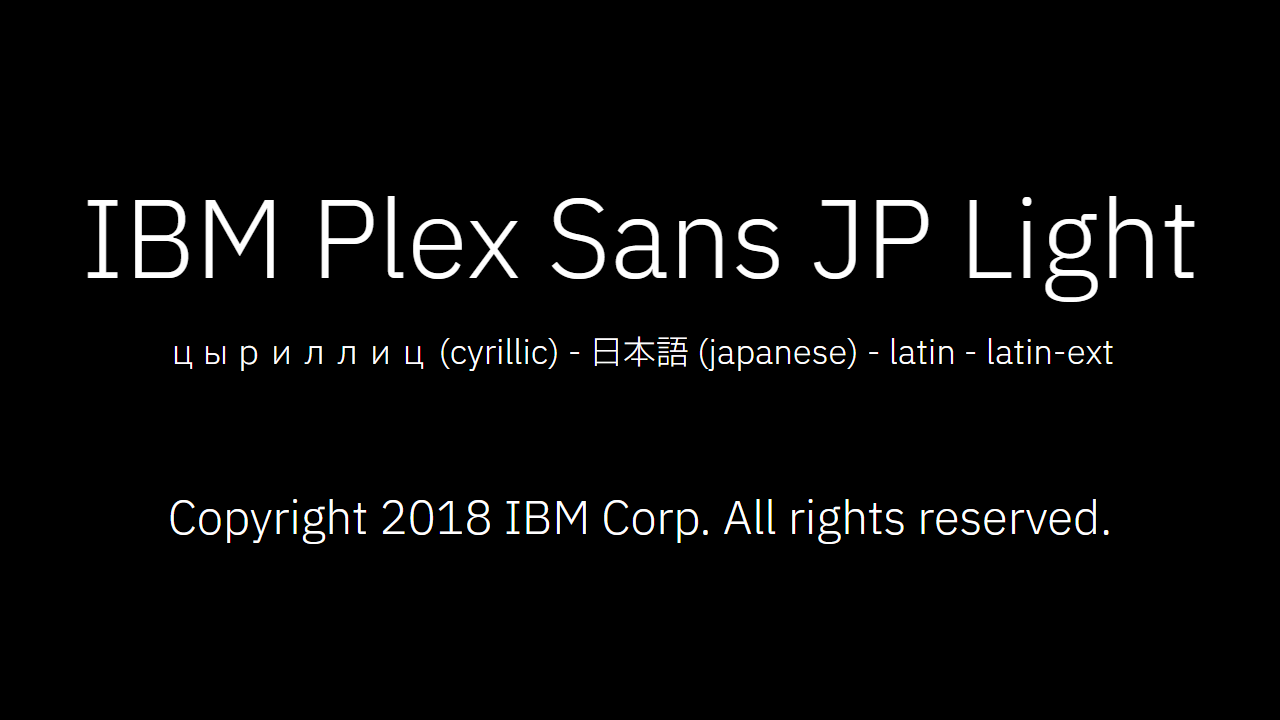 IBM Plex Sans JP Light
цыриллиц (cyrillic) - 日本語 (japanese) - latin - latin-ext
Copyright 2018 IBM Corp. All rights reserved.